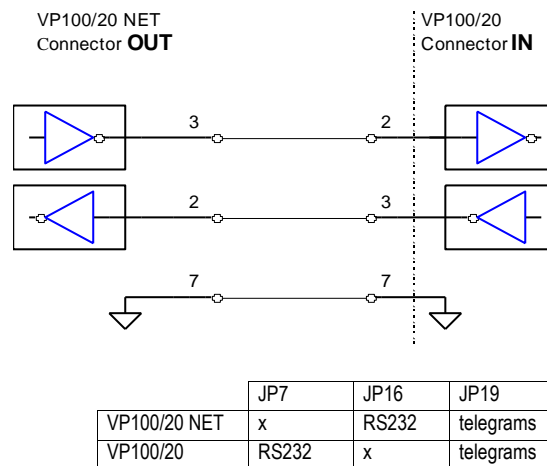 VP100/20 NET
Connector OUT
VP100/20
Connector IN
3 2
2 3
7 7
JP7 JP16 JP19
VP100/20 NET x RS232 telegrams
VP100/20 RS232 x telegrams